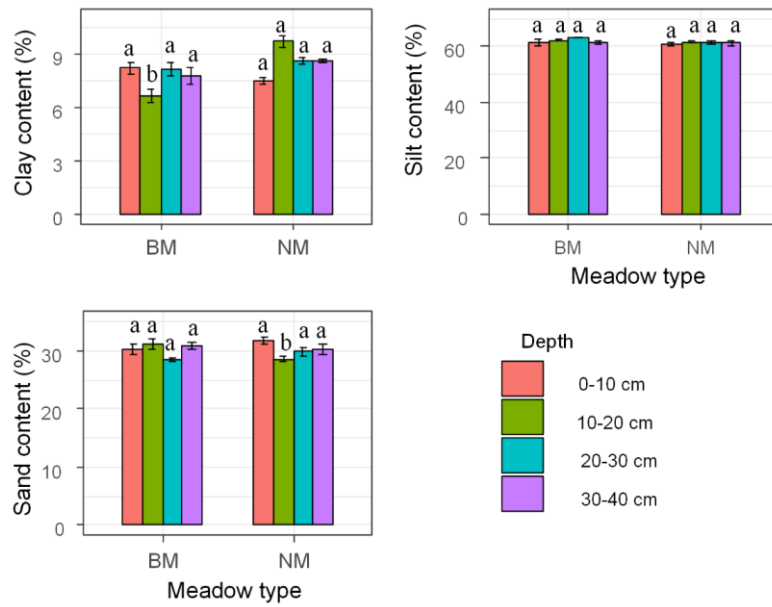 Clay content (%)
9
6
3
0
a b a a
a a a a
BM NM
Silt content (%)
60
40
20
0
a a a a
a a a a
BM NM
Meadow type
Sand content (%)
30
20
10
0
a a a a
a b a a
BM NM
Meadow type
Depth
0-10 cm
10-20 cm
20-30 cm
30-40 cm